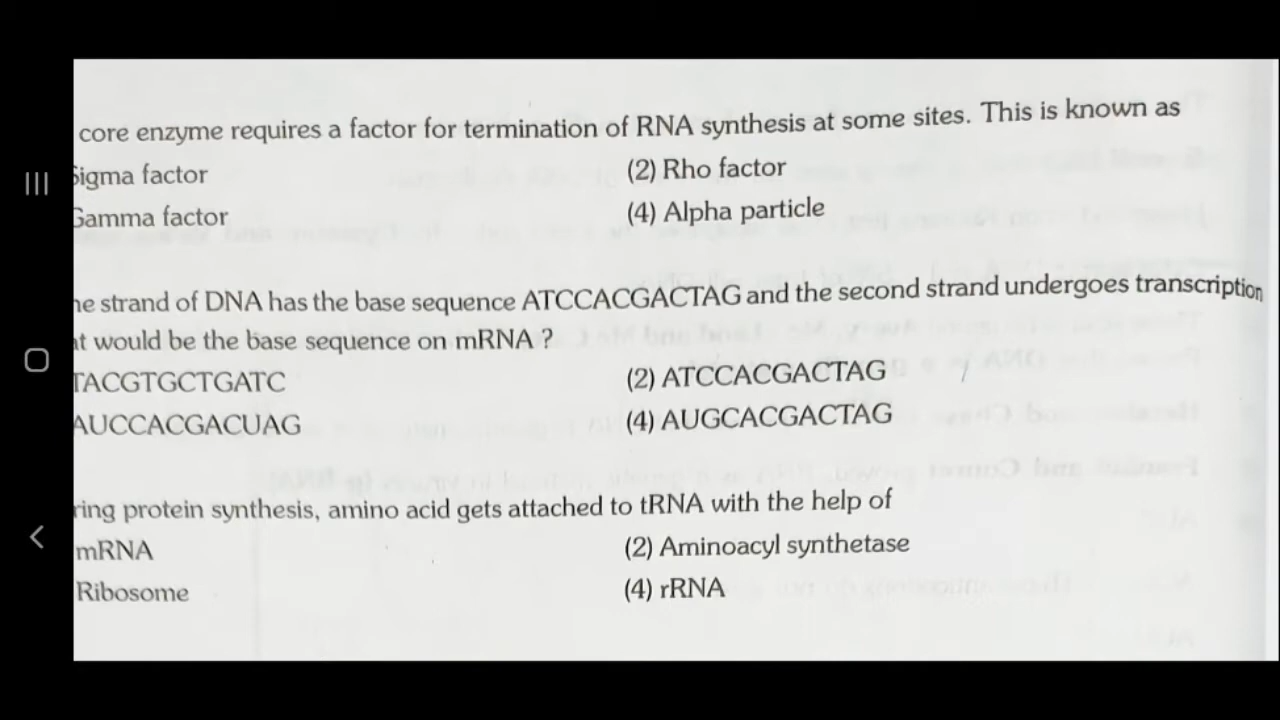 core enzyme requires a factor for termination of RNA synthesis at some sites. This is known as
Sigma factor (2) Rho factor
Gamma factor (4) Alpha particle
he strand of DNA has the base sequence ATCCACGACTAG and the second strand undergoes transcription
at would be the base sequence on mRNA ?
TACGTGCTGATC (2) ATCCACGACTAG
AUCCACGACUAG (4) AUGCACGACTAG
ring protein synthesis, amino acid gets attached to tRNA with the help of
mRNA (2) Aminoacyl synthetase
Ribosome (4) rRNA